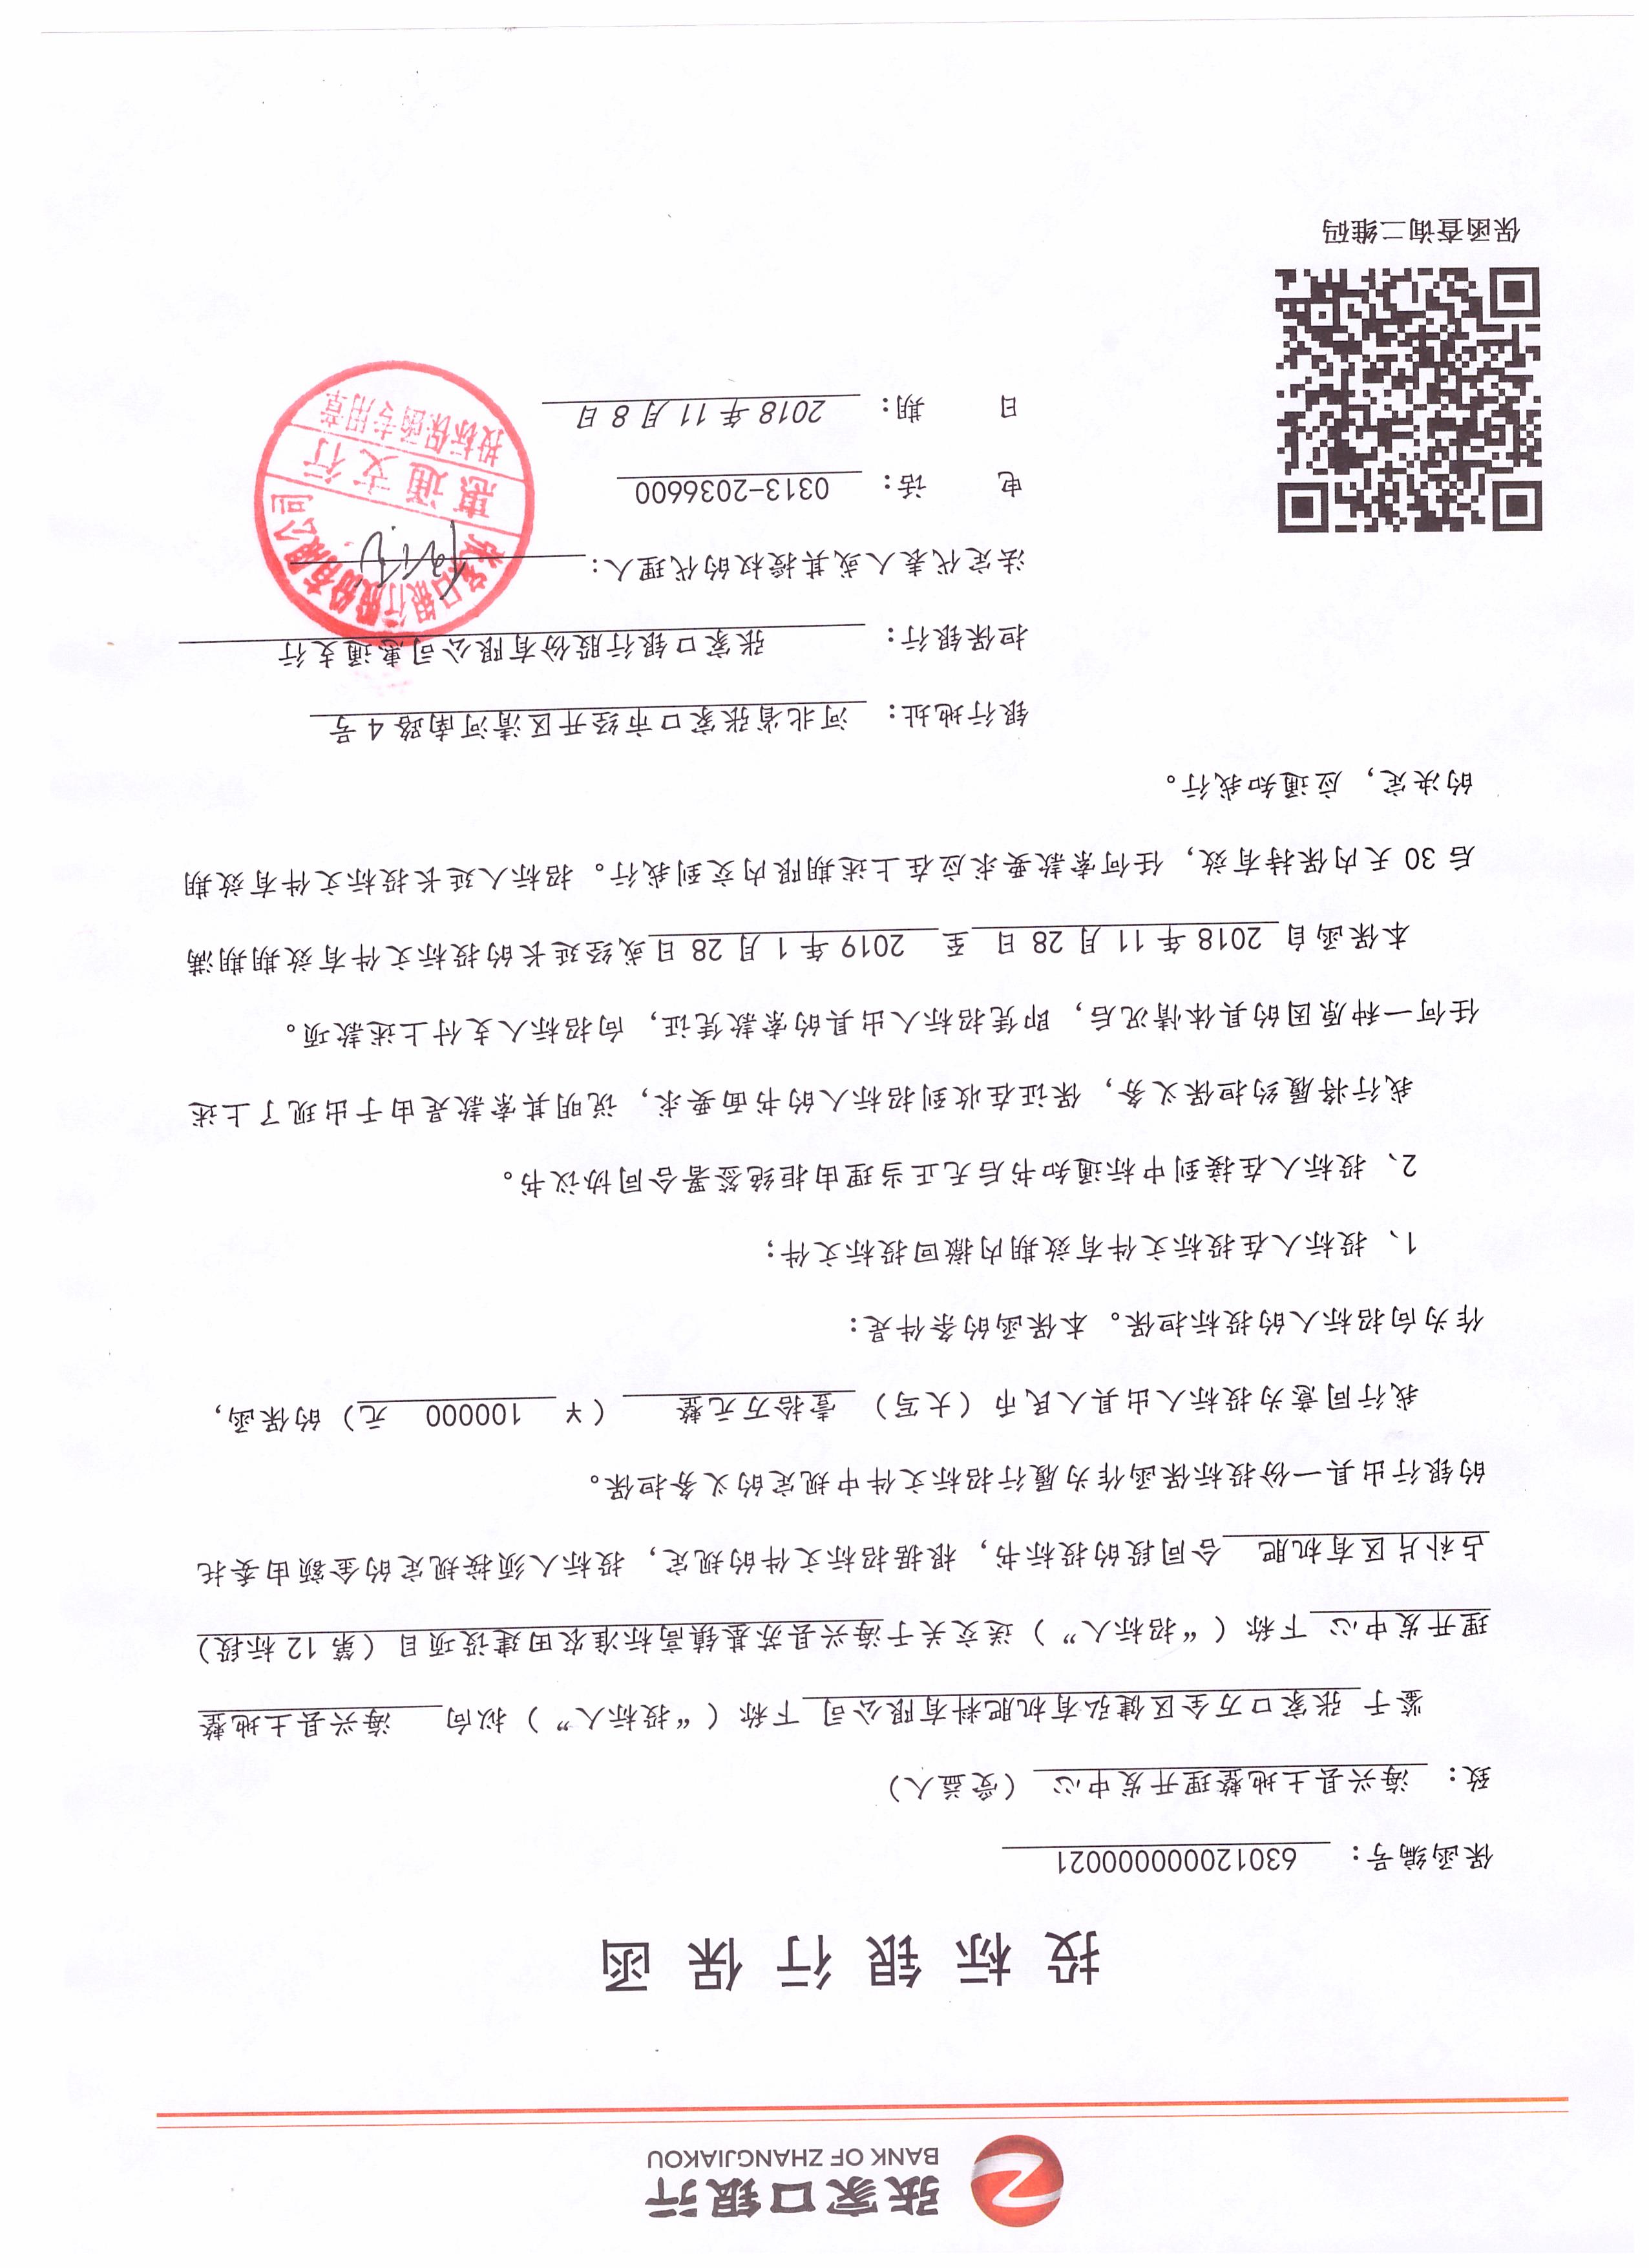 张家口银行
BANK OF ZHANGJIAKOU
投标银行保函
保函编号： 6301200000000021
致： 海兴县土地整理开发中心 （受益人）
鉴于 张家口万全区健弘有机肥料有限公司 下称（“投标人”）拟向 海兴县土地整
理开发中心 下称（“招标人”）送交关于海兴县苏基镇高标准农田建设项目（第12标段）
占补片区有机肥 合同段的投标书，根据招标文件的规定，投标人须按规定的金额由委托
的银行出具一份投标保函作为履行招标文件中规定的义务担保。
我行同意为投标人出具人民币（大写） 壹拾万元整 （￥ 100000 元）的保函，
作为向招标人的投标担保。本保函的条件是：
1、投标人在投标文件有效期内撤回投标文件；
2、投标人在接到中标通知书后无正当理由拒绝签署合同协议书。
我行将履约担保义务，保证在收到招标人的书面要求，说明其索款是由于出现了上述
任何一种原因的具体情况后，即凭招标人出具的索款凭证，向招标人支付上述款项。
本保函自 2018年11月28日 至 2019年1月28日或经延长的投标文件有效期期满
后30天内保持有效，任何索款要求应在上述期限内交到我行。招标人延长投标文件有效期
的决定，应通知我行。
银行地址： 河北省张家口市经开区清河南路4号
担保银行： 张家口银行股份有限公司惠通支行
法定代表人或其授权的代理人：
电 话： 0313-2036600
日 期： 2018年11月8日
张家口银行股份有限公司
惠通支行
投标保函专用章
保函查询二维码